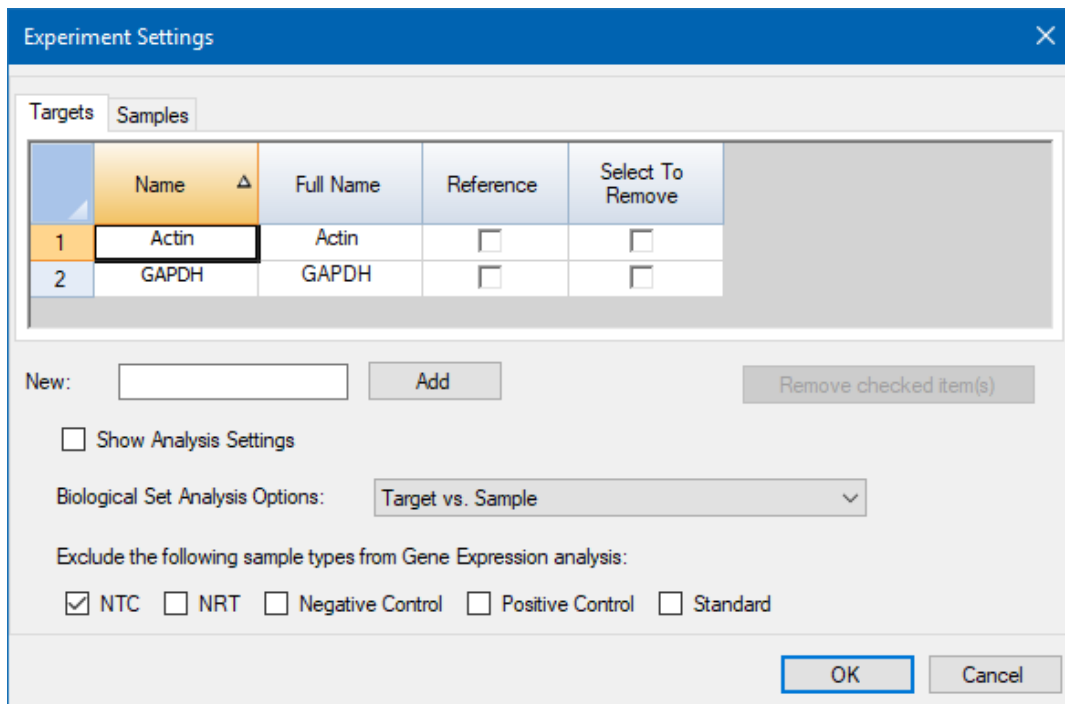 Experiment Settings
Targets Samples
Name Full Name Reference Select To
Remove
1 Actin Actin
2 GAPDH GAPDH
New: Add Remove checked item(s)
Show Analysis Settings
Biological Set Analysis Options: Target vs. Sample
Exclude the following sample types from Gene Expression analysis:
NTC NRT Negative Control Positive Control Standard
OK Cancel